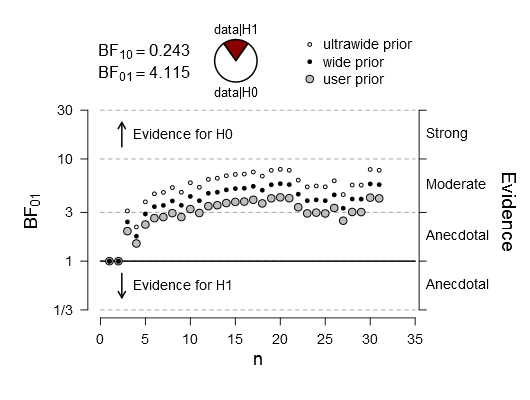 data|H1
BF10 = 0.243
BF01 = 4.115
data|H0
ultrawide prior
wide prior
user prior
30
10
3
1
1/3
BF01
Evidence for H0
Evidence for H1
Strong
Moderate
Anecdotal
Anecdotal
Evidence
0 5 10 15 20 25 30 35
n